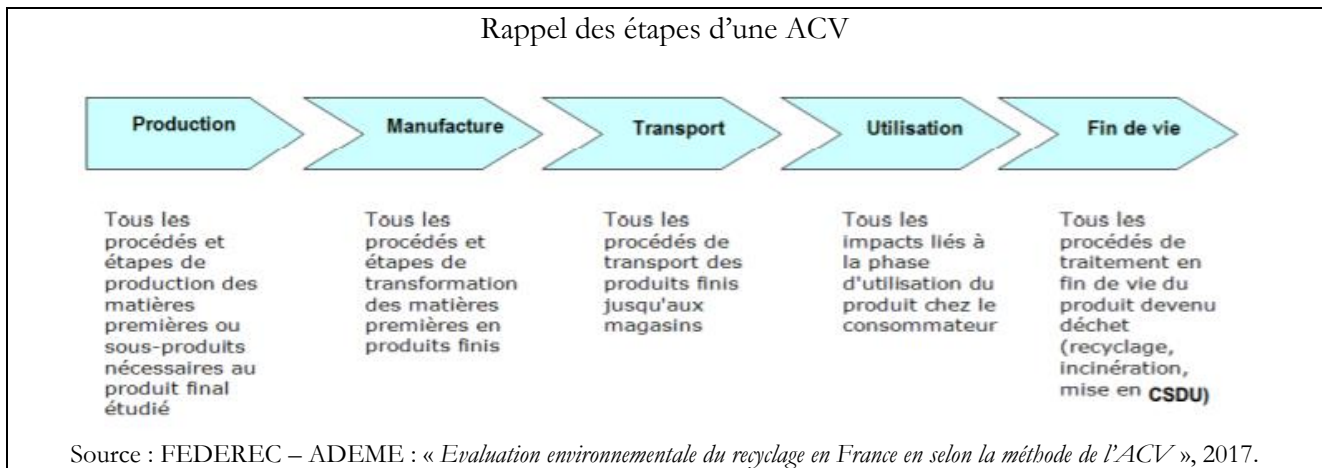 Rappel des étapes d’une ACV
Production
Manufacture
Transport
Utilisation
Fin de vie
Tous les
procédés et
étapes de
production des
matières
premières ou
sous-produits
nécessaires au
produit final
étudié
Tous les
procédés et
étapes de
transformation
des matières
premières en
produits finis
Tous les
procédés de
transport des
produits finis
jusqu'aux
magasins
Tous les
impacts liés à
la phase
d'utilisation du
produit chez le
consommateur
Tous les
procédés de
traitement en
fin de vie du
produit devenu
déchet
(recyclage,
incinération,
mise en CSDU)
Source : FEDEREC – ADEME : « Evaluation environnementale du recyclage en France en selon la méthode de l’ACV », 2017.